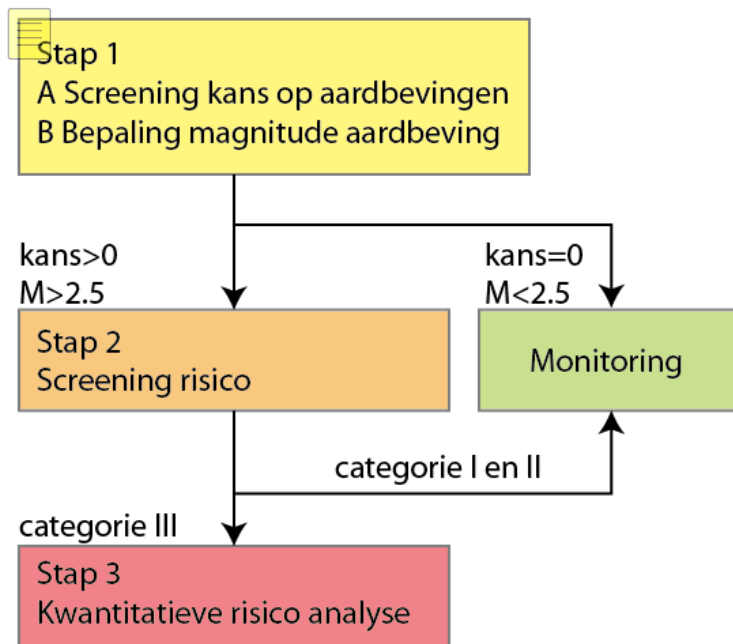 Stap 1
A Screening kans op aardbevingen
B Bepaling magnitude aardbeving
kans>0
M>2.5
kans=0
M<2.5
Stap 2
Screening risico
Monitoring
categorie I en II
categorie III
Stap 3
Kwantitatieve risico analyse